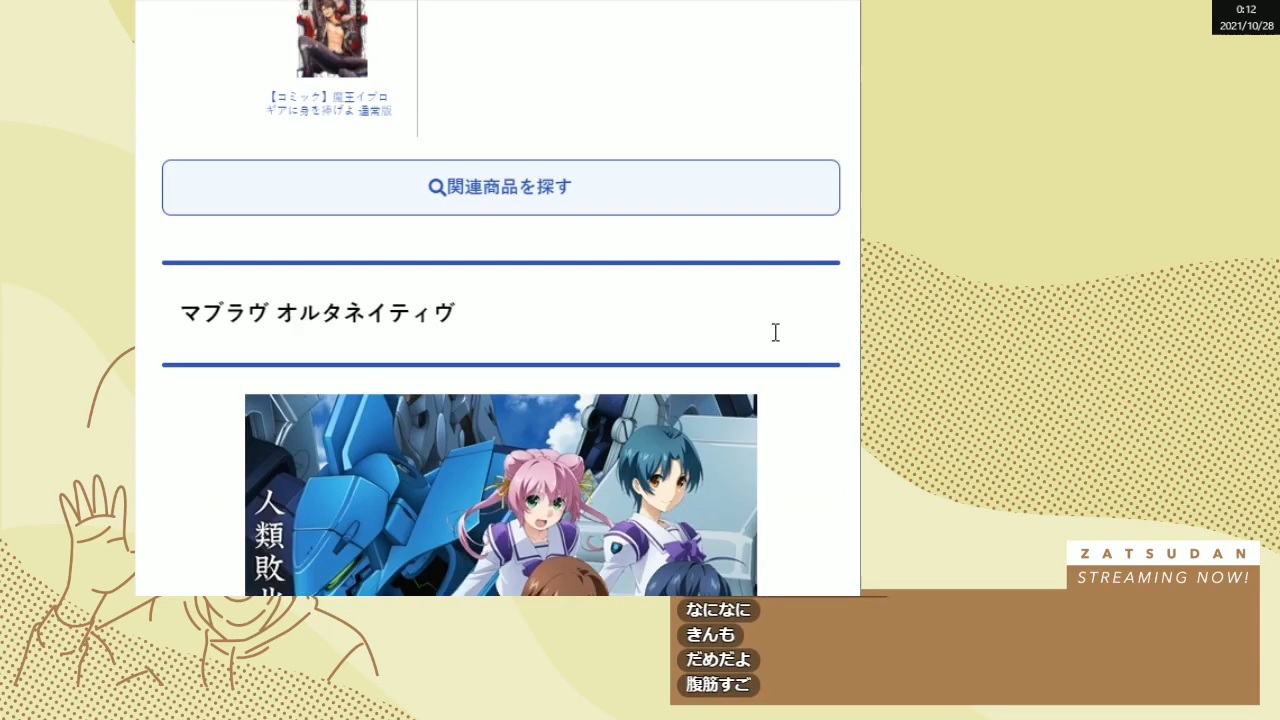 0:12
2021/10/28
【コミック】魔王イブロ
ギアに身を捧げよ 通常版
関連商品を探す
マブラヴ オルタネイティヴ
人類敗
ZATSUDAN
STREAMING NOW!
なになに
きんも
だめだよ
腹筋すご